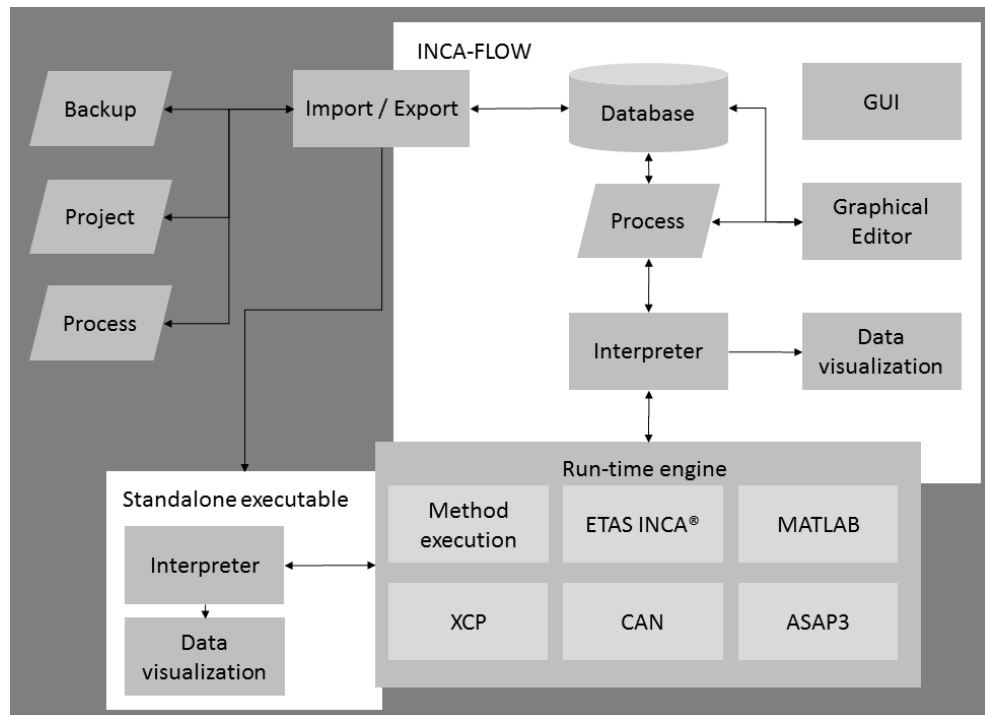 INCA-FLOW
Backup
Import / Export
Database
GUI
Project
Process
Graphical
Editor
Process
Interpreter
Data
visualization
Run-time engine
Standalone executable
Method
execution
ETAS INCA®
MATLAB
Interpreter
XCP
CAN
ASAP3
Data
visualization